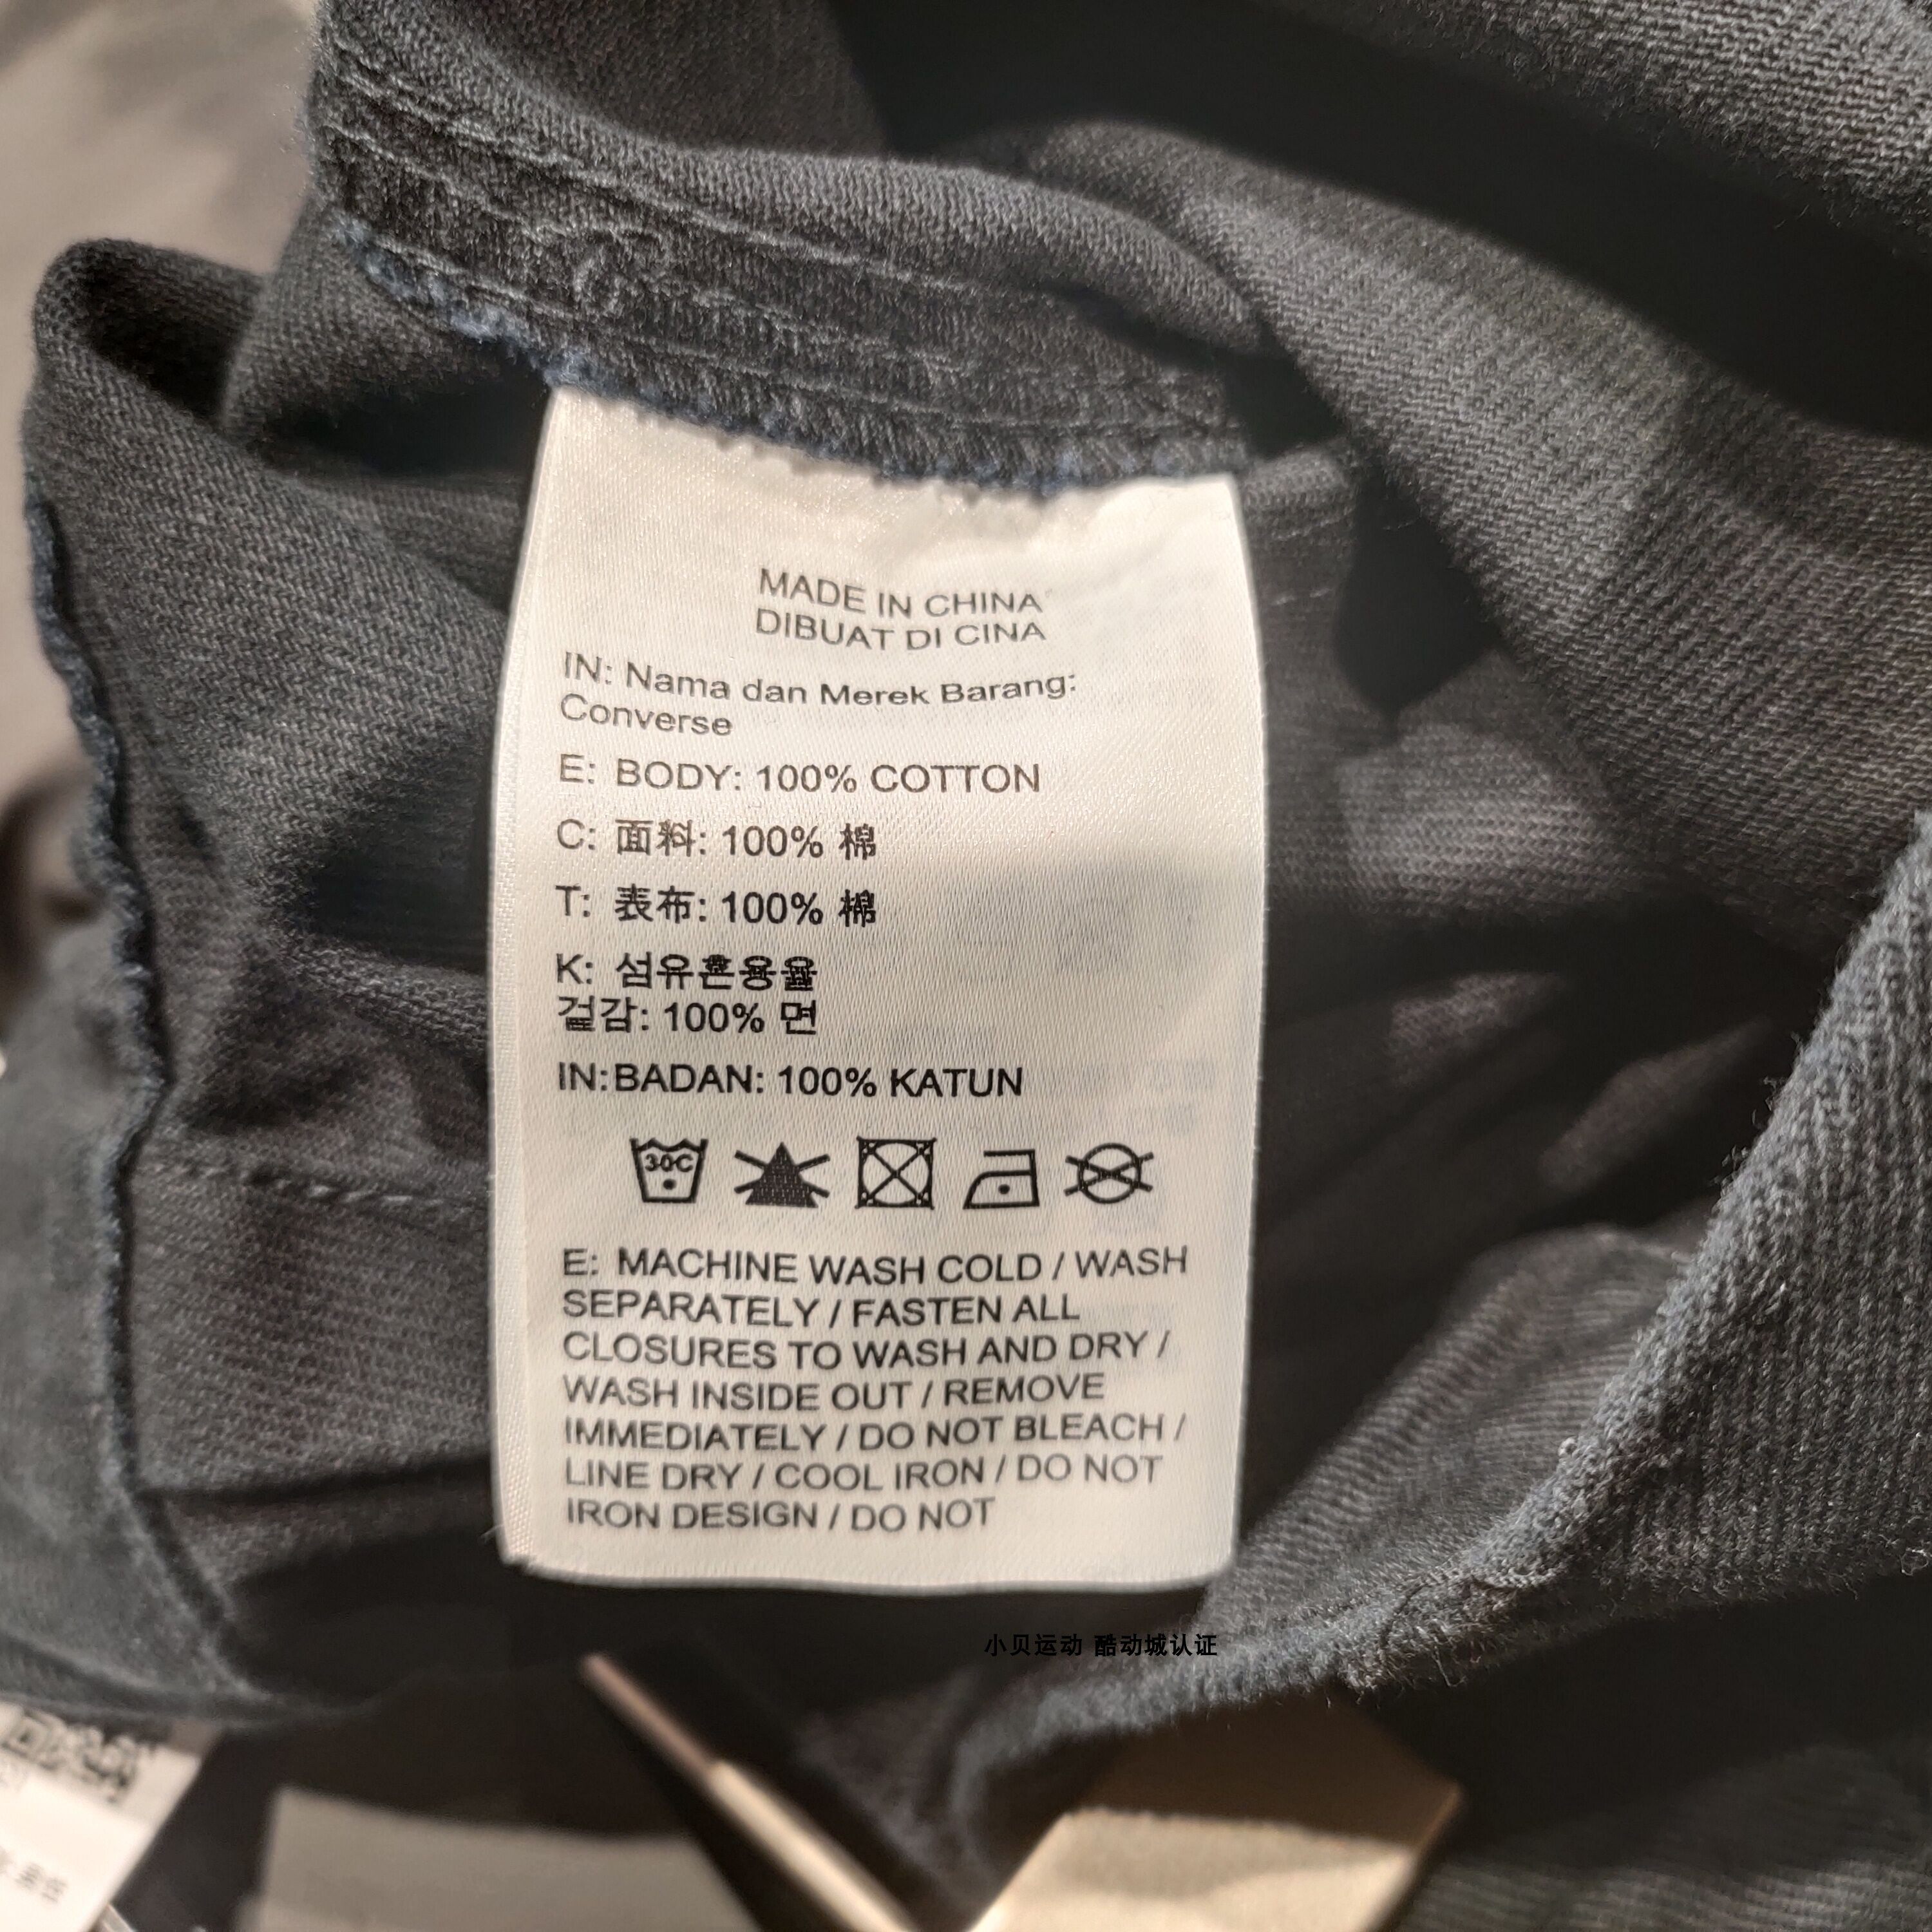 MADE IN CHINA
DIBUAT DI CINA
IN: Nama dan Merek Barang:
Converse
E: BODY: 100% COTTON
C: 面料: 100% 棉
T: 表布: 100% 棉
K: 섬유혼용율
겉감: 100% 면
IN:BADAN: 100% KATUN
30C
E: MACHINE WASH COLD / WASH
SEPARATELY / FASTEN ALL
CLOSURES TO WASH AND DRY /
WASH INSIDE OUT / REMOVE
IMMEDIATELY / DO NOT BLEACH /
LINE DRY / COOL IRON / DO NOT
IRON DESIGN / DO NOT
小贝运动 酷动城认证